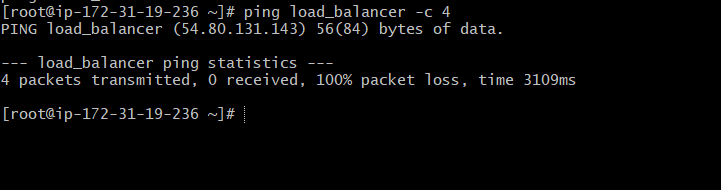 [root@ip-172-31-19-236 ~]# ping load_balancer -c 4
PING load_balancer (54.80.131.143) 56(84) bytes of data.
--- load_balancer ping statistics ---
4 packets transmitted, 0 received, 100% packet loss, time 3109ms
[root@ip-172-31-19-236 ~]#